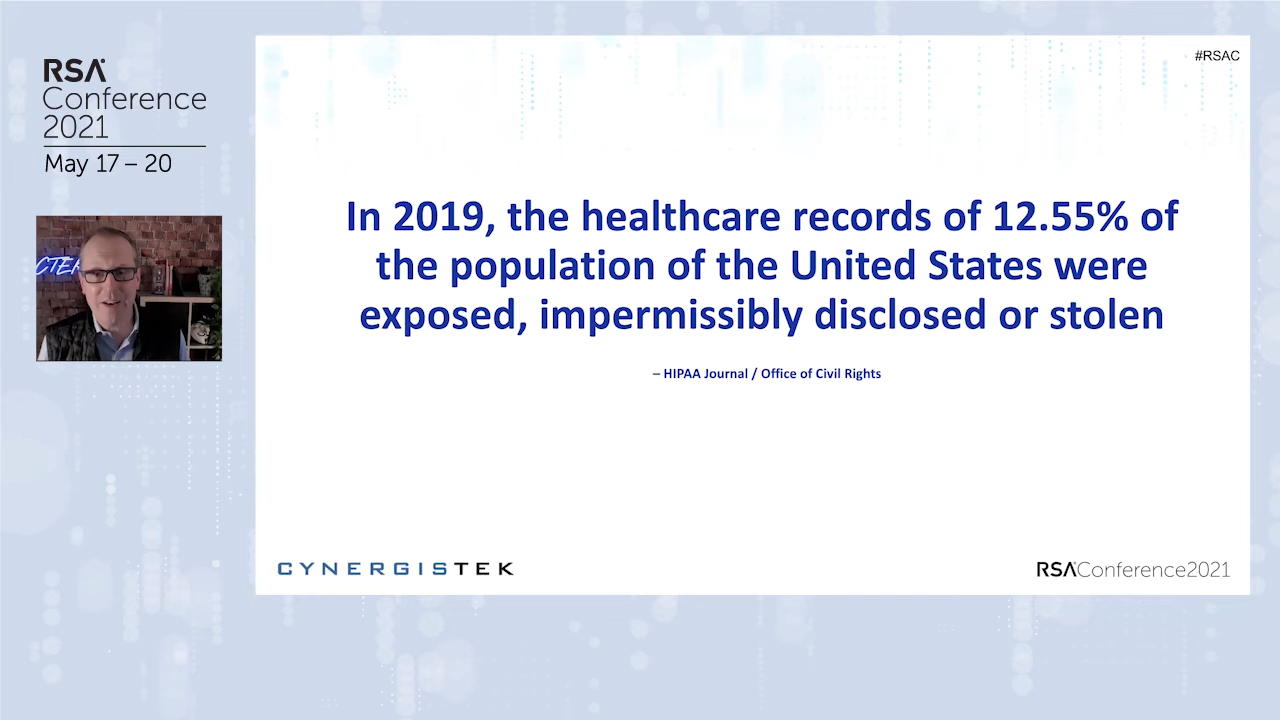 RSA
Conference
2021
May 17 – 20
#RSAC
In 2019, the healthcare records of 12.55% of
the population of the United States were
exposed, impermissibly disclosed or stolen
– HIPAA Journal / Office of Civil Rights
CYNERGISTEK
RSAConference2021